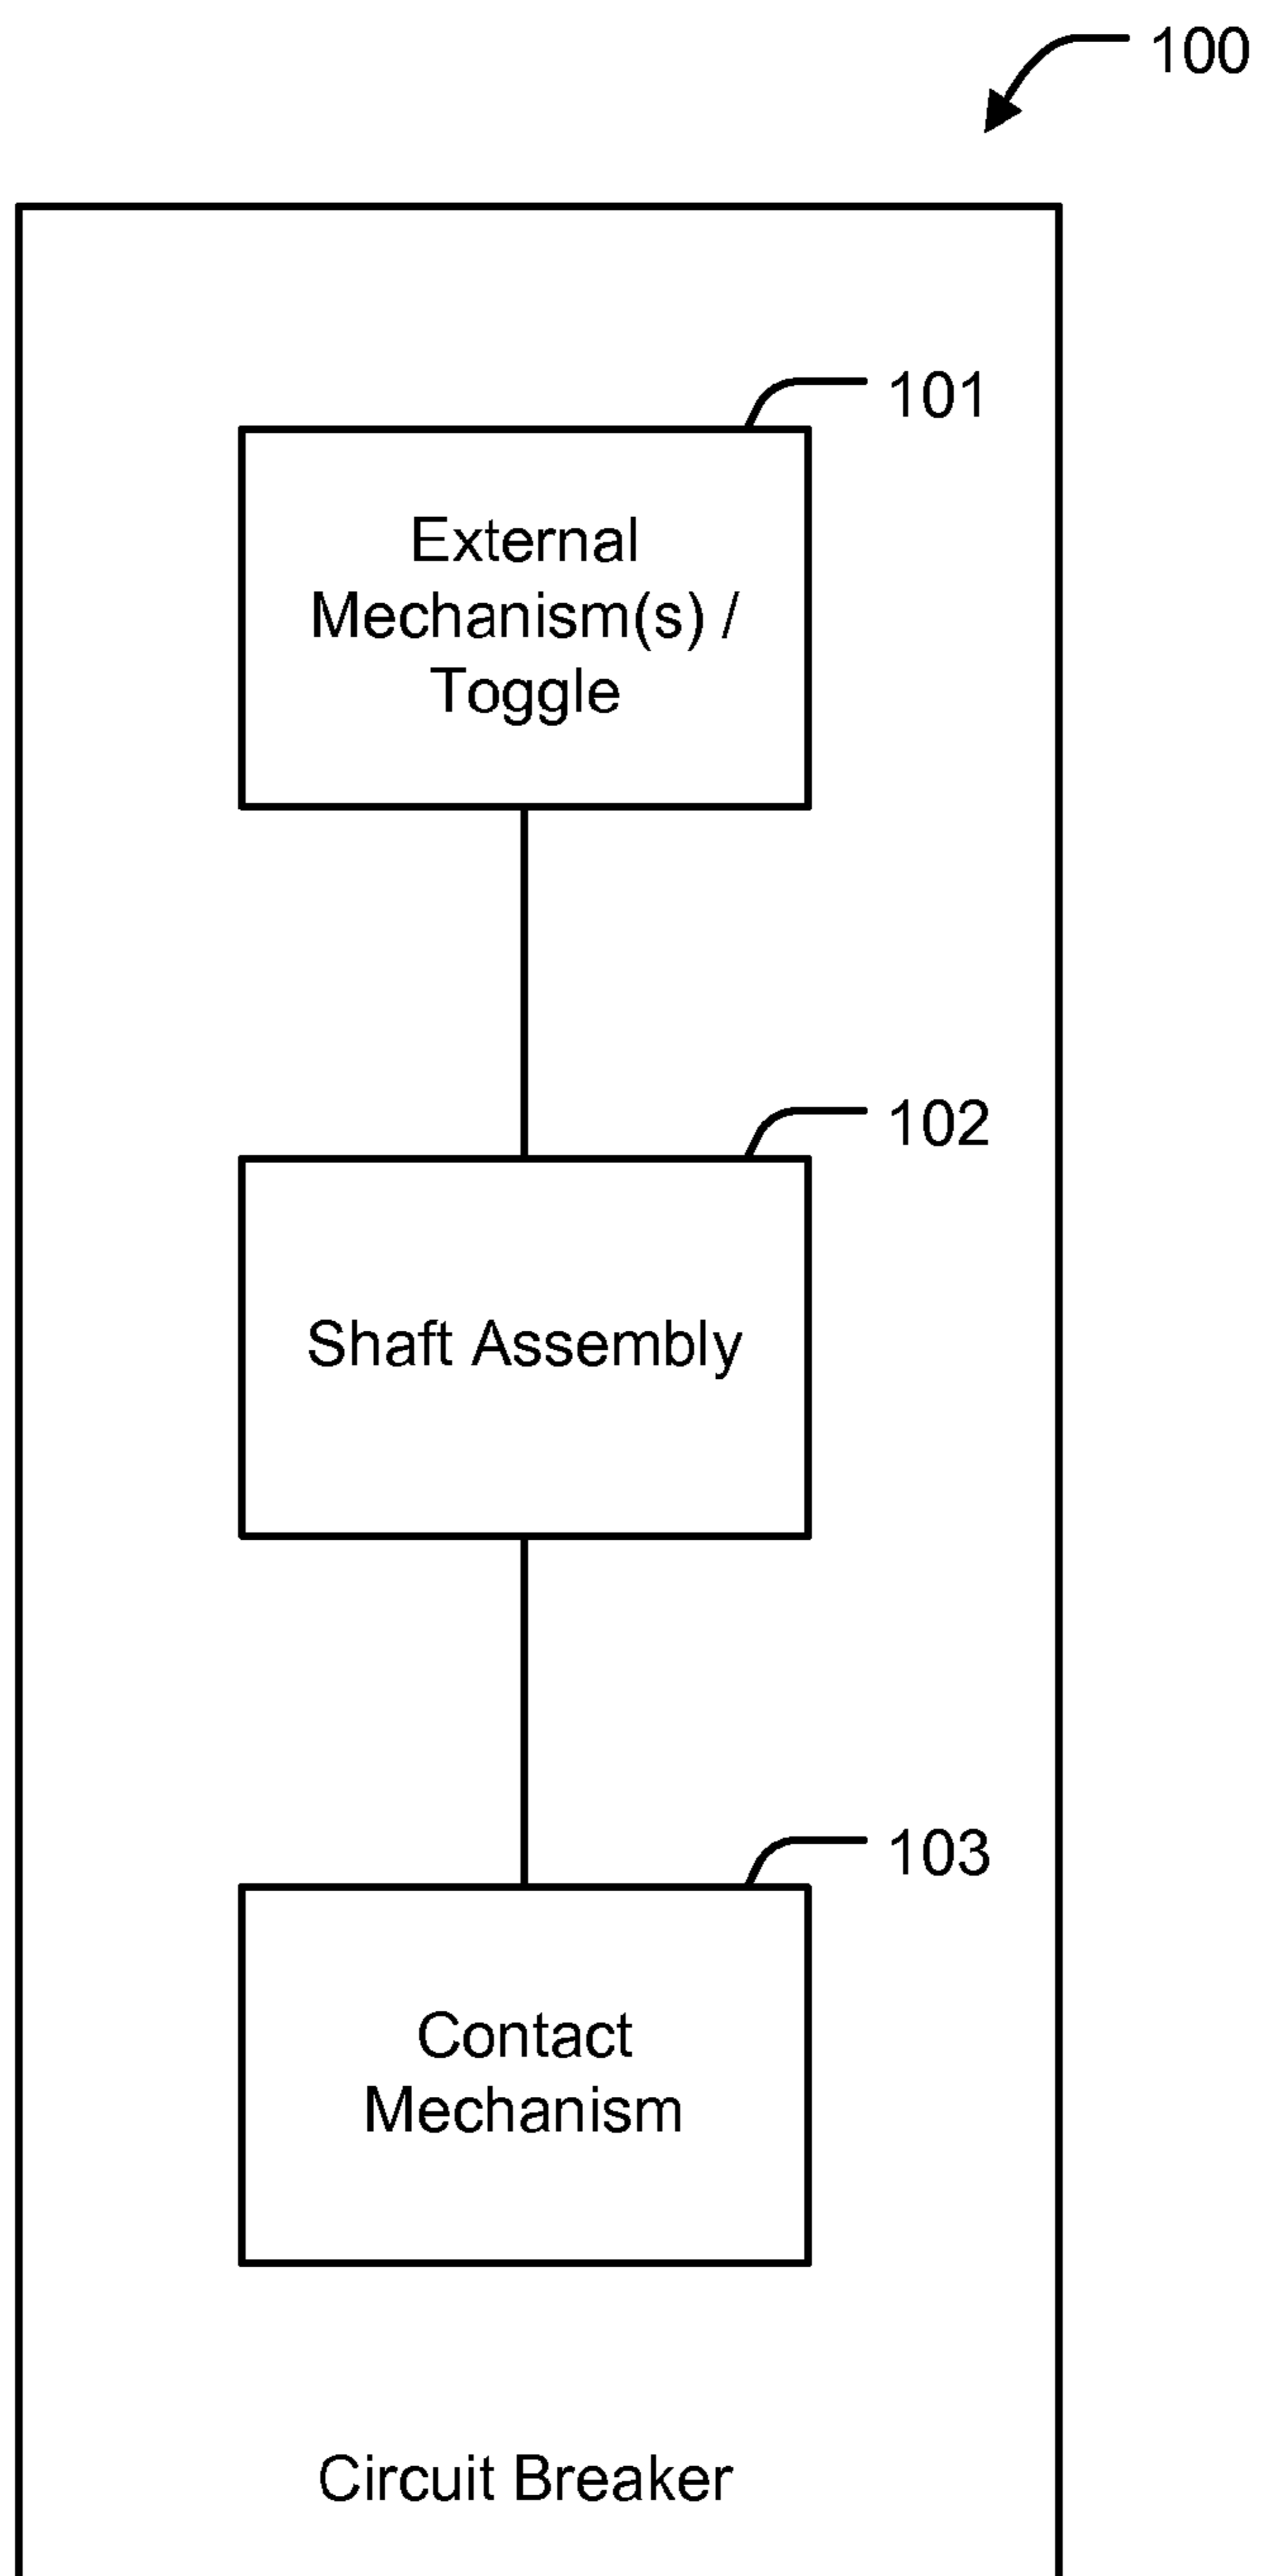 100
101
External
Mechanism(s) /
Toggle
102
Shaft Assembly
103
Contact
Mechanism
Circuit Breaker